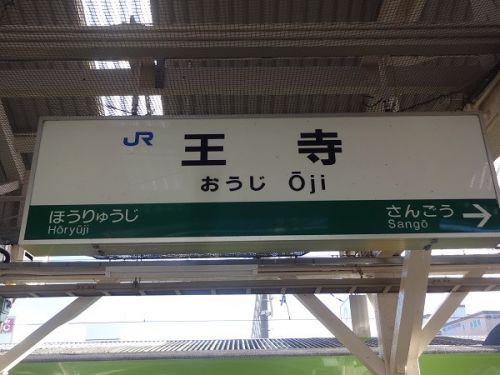 JR 王寺
おうじ Ōji
ほうりゅうじ さんごう →
Hōryūji Sangō